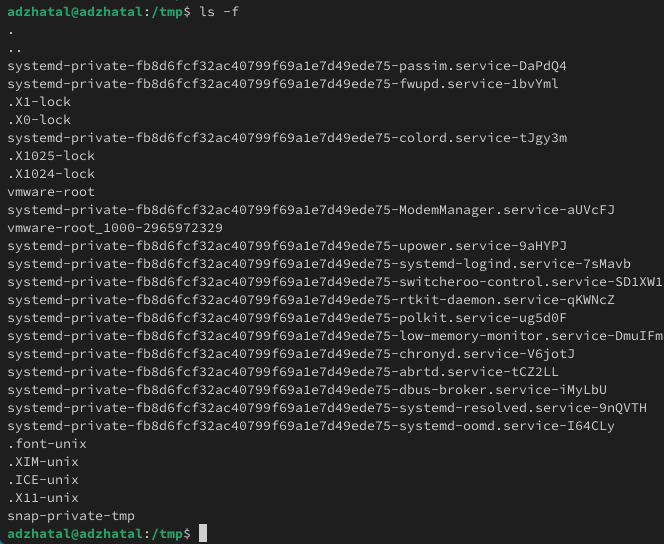 adzhatal@adzhatal:/tmp$ ls -f
.
..
systemd-private-fb8d6fcf32ac40799f69a1e7d49ede75-passim.service-DaPdQ4
systemd-private-fb8d6fcf32ac40799f69a1e7d49ede75-fwupd.service-1bvYml
.X1-lock
.X0-lock
systemd-private-fb8d6fcf32ac40799f69a1e7d49ede75-colord.service-tJgy3m
.X1025-lock
.X1024-lock
vmware-root
systemd-private-fb8d6fcf32ac40799f69a1e7d49ede75-ModemManager.service-aUVcFJ
vmware-root_1000-2965972329
systemd-private-fb8d6fcf32ac40799f69a1e7d49ede75-upower.service-9aHYPJ
systemd-private-fb8d6fcf32ac40799f69a1e7d49ede75-systemd-logind.service-7sMavb
systemd-private-fb8d6fcf32ac40799f69a1e7d49ede75-switcheroo-control.service-SD1XW1
systemd-private-fb8d6fcf32ac40799f69a1e7d49ede75-rtkit-daemon.service-qKWNcZ
systemd-private-fb8d6fcf32ac40799f69a1e7d49ede75-polkit.service-ug5d0F
systemd-private-fb8d6fcf32ac40799f69a1e7d49ede75-low-memory-monitor.service-DmuIFm
systemd-private-fb8d6fcf32ac40799f69a1e7d49ede75-chronyd.service-V6jotJ
systemd-private-fb8d6fcf32ac40799f69a1e7d49ede75-abrtd.service-tCZ2LL
systemd-private-fb8d6fcf32ac40799f69a1e7d49ede75-dbus-broker.service-iMyLbU
systemd-private-fb8d6fcf32ac40799f69a1e7d49ede75-systemd-resolved.service-9nQVTH
systemd-private-fb8d6fcf32ac40799f69a1e7d49ede75-systemd-oomd.service-I64CLy
.font-unix
.XIM-unix
.ICE-unix
.X11-unix
snap-private-tmp
adzhatal@adzhatal:/tmp$